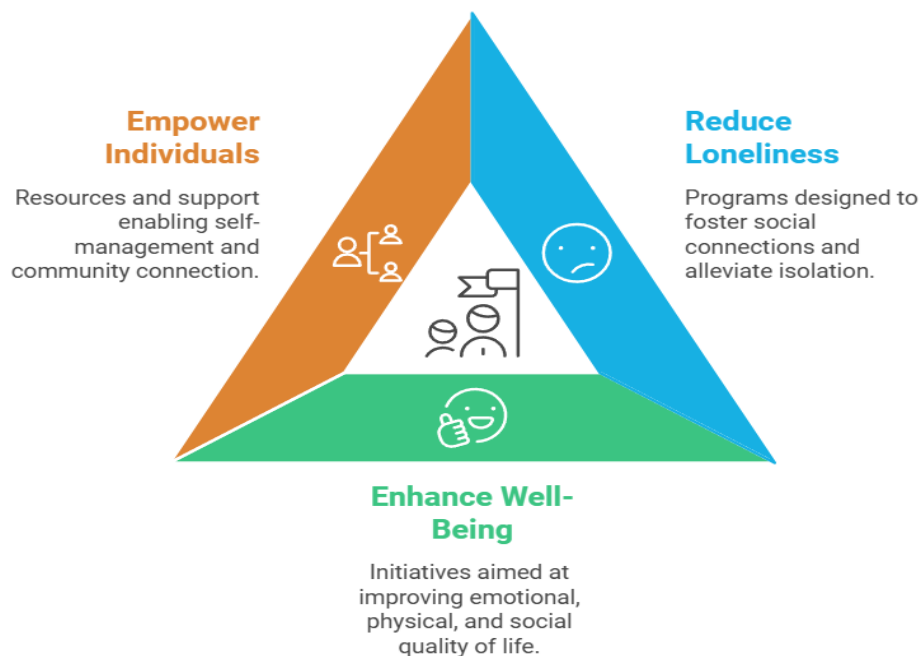 Empower
Individuals
Resources and support
enabling self-
management and
community connection.
Reduce
Loneliness
Programs designed to
foster social
connections and
alleviate isolation.
Enhance Well-
Being
Initiatives aimed at
improving emotional,
physical, and social
quality of life.